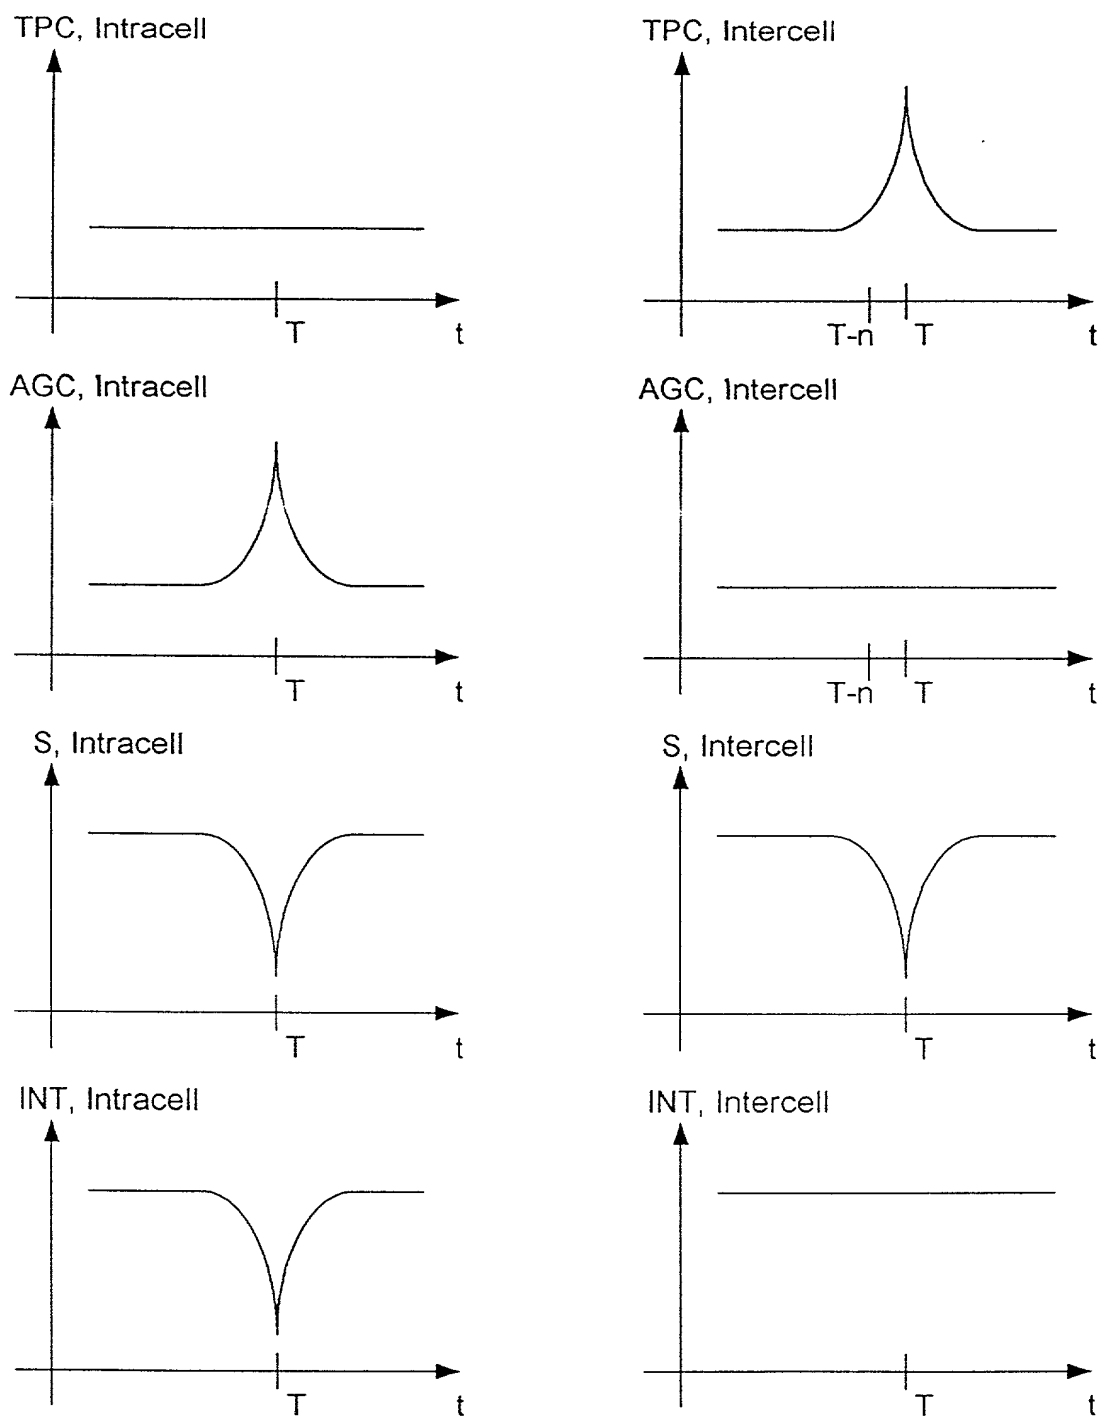 TPC, Intracell
TPC, Intercell
T
t
T-n
T
t
AGC, Intracell
AGC, Intercell
T
t
T-n
T
t
S, Intracell
S, Intercell
T
t
T
t
INT, Intracell
INT, Intercell
T
t
T
t